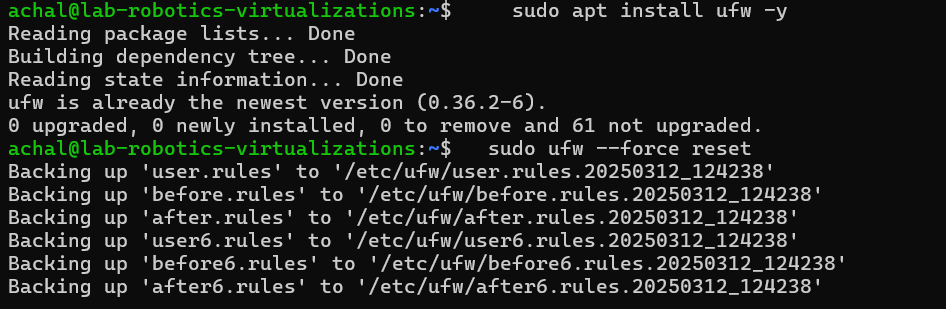 achal@lab-robotics-virtualizations:~$     sudo apt install ufw -y
Reading package lists... Done
Building dependency tree... Done
Reading state information... Done
ufw is already the newest version (0.36.2-6).
0 upgraded, 0 newly installed, 0 to remove and 61 not upgraded.
achal@lab-robotics-virtualizations:~$   sudo ufw --force reset
Backing up 'user.rules' to '/etc/ufw/user.rules.20250312_124238'
Backing up 'before.rules' to '/etc/ufw/before.rules.20250312_124238'
Backing up 'after.rules' to '/etc/ufw/after.rules.20250312_124238'
Backing up 'user6.rules' to '/etc/ufw/user6.rules.20250312_124238'
Backing up 'before6.rules' to '/etc/ufw/before6.rules.20250312_124238'
Backing up 'after6.rules' to '/etc/ufw/after6.rules.20250312_124238'